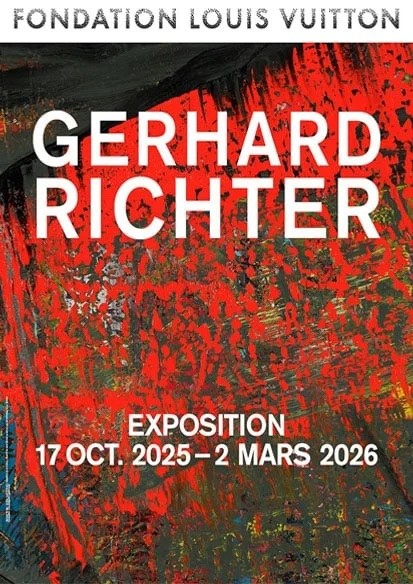 FONDATION LOUIS VUITTON
GERHARD
RICHTER
EXPOSITION
17 OCT. 2025 – 2 MARS 2026